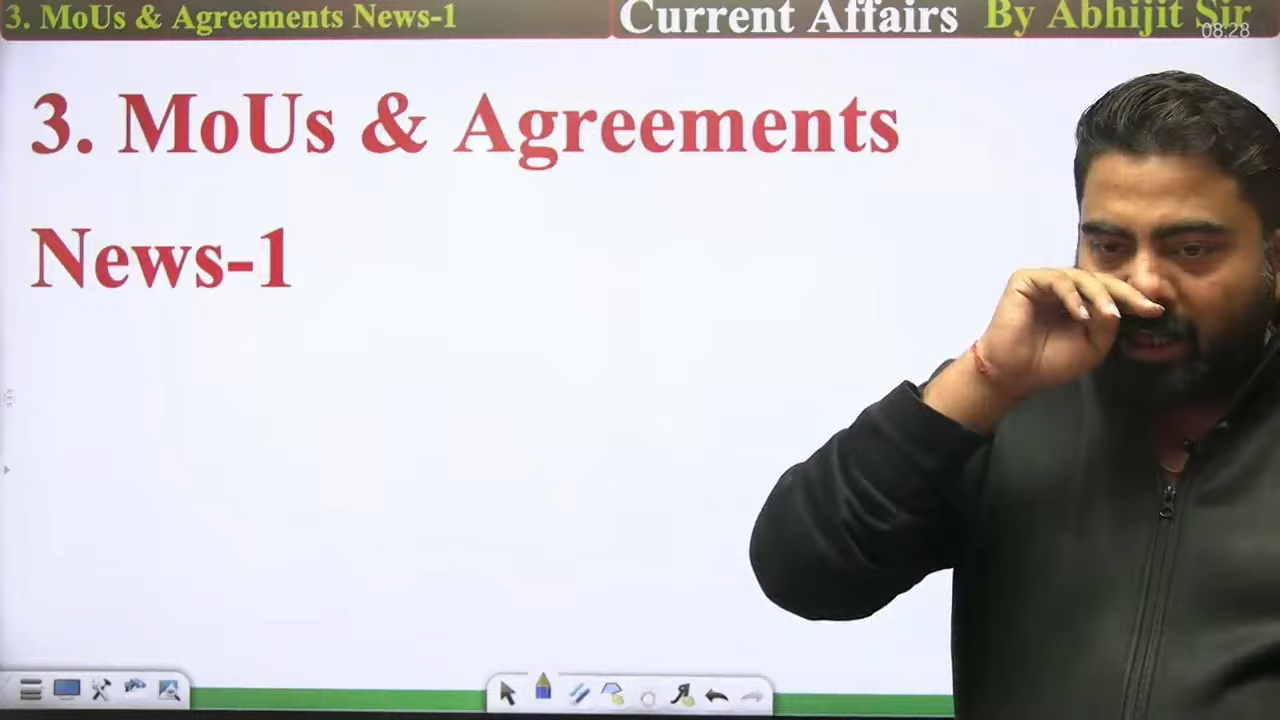 3. MoUs & Agreements News-1
Current Affairs
By Abhijit Sir
08:28
3. MoUs & Agreements
News-1